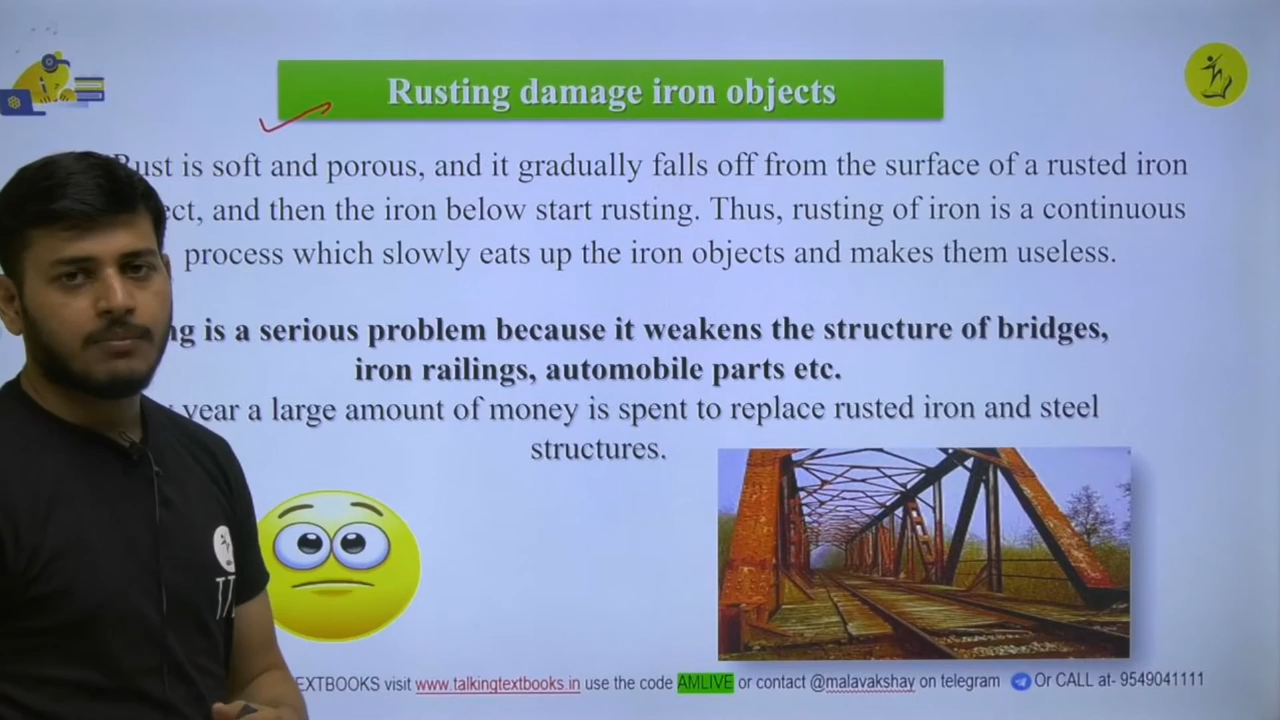 Rusting damage iron objects
Rust is soft and porous, and it gradually falls off from the surface of a rusted iron
ect, and then the iron below start rusting. Thus, rusting of iron is a continuous
process which slowly eats up the iron objects and makes them useless.
ng is a serious problem because it weakens the structure of bridges,
iron railings, automobile parts etc.
year a large amount of money is spent to replace rusted iron and steel
structures.
EXTBOOKS visit www.talkingtextbooks.in use the code AMLIVE or contact @malavakshay on telegram Or CALL at- 9549041111